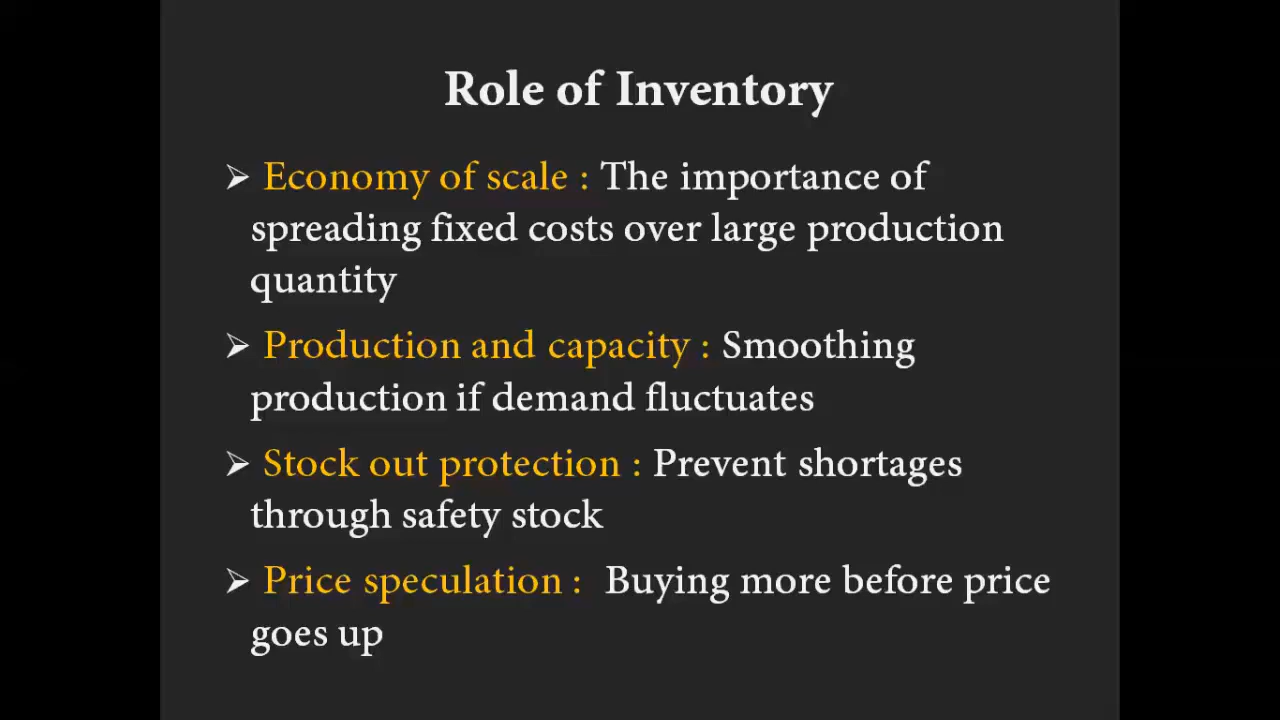 Role of Inventory
➢ Economy of scale : The importance of
spreading fixed costs over large production
quantity
➢ Production and capacity : Smoothing
production if demand fluctuates
➢ Stock out protection : Prevent shortages
through safety stock
➢ Price speculation :  Buying more before price
goes up